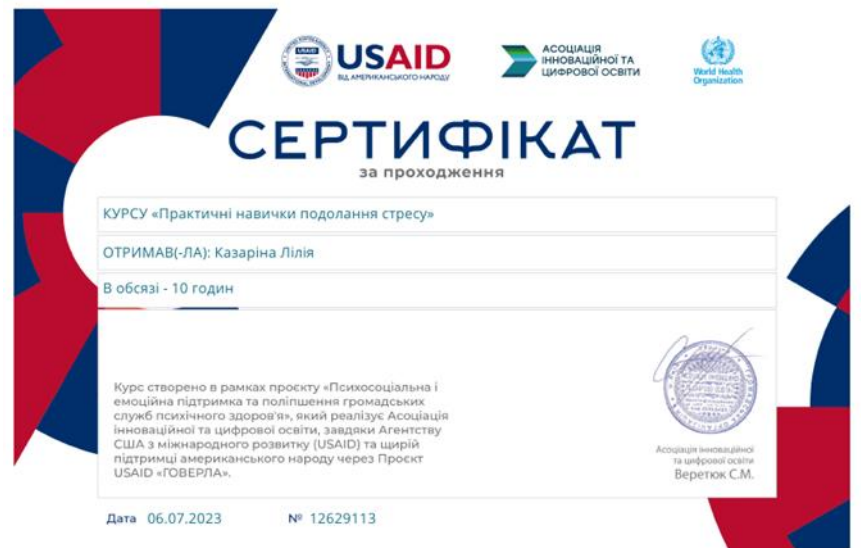 USAID
ВІД АМЕРИКАНСЬКОГО НАРОДУ
АСОЦІАЦІЯ
ІННОВАЦІЙНОЇ ТА
ЦИФРОВОЇ ОСВІТИ
World Health
Organization
СЕРТИФІКАТ
за проходження
КУРСУ «Практичні навички подолання стресу»
ОТРИМАВ(-ЛА): Казаріна Лілія
В обсязі - 10 годин
Курс створено в рамках проєкту «Психосоціальна і
емоційна підтримка та поліпшення громадських
служб психічного здоров'я», який реалізує Асоціація
інноваційної та цифрової освіти, завдяки Агентству
США з міжнародного розвитку (USAID) та щирій
підтримці американського народу через Проєкт
USAID «ГОВЕРЛА».
Асоціація інноваційної
та цифрової освіти
Веретюк С.М.
Дата 06.07.2023 № 12629113